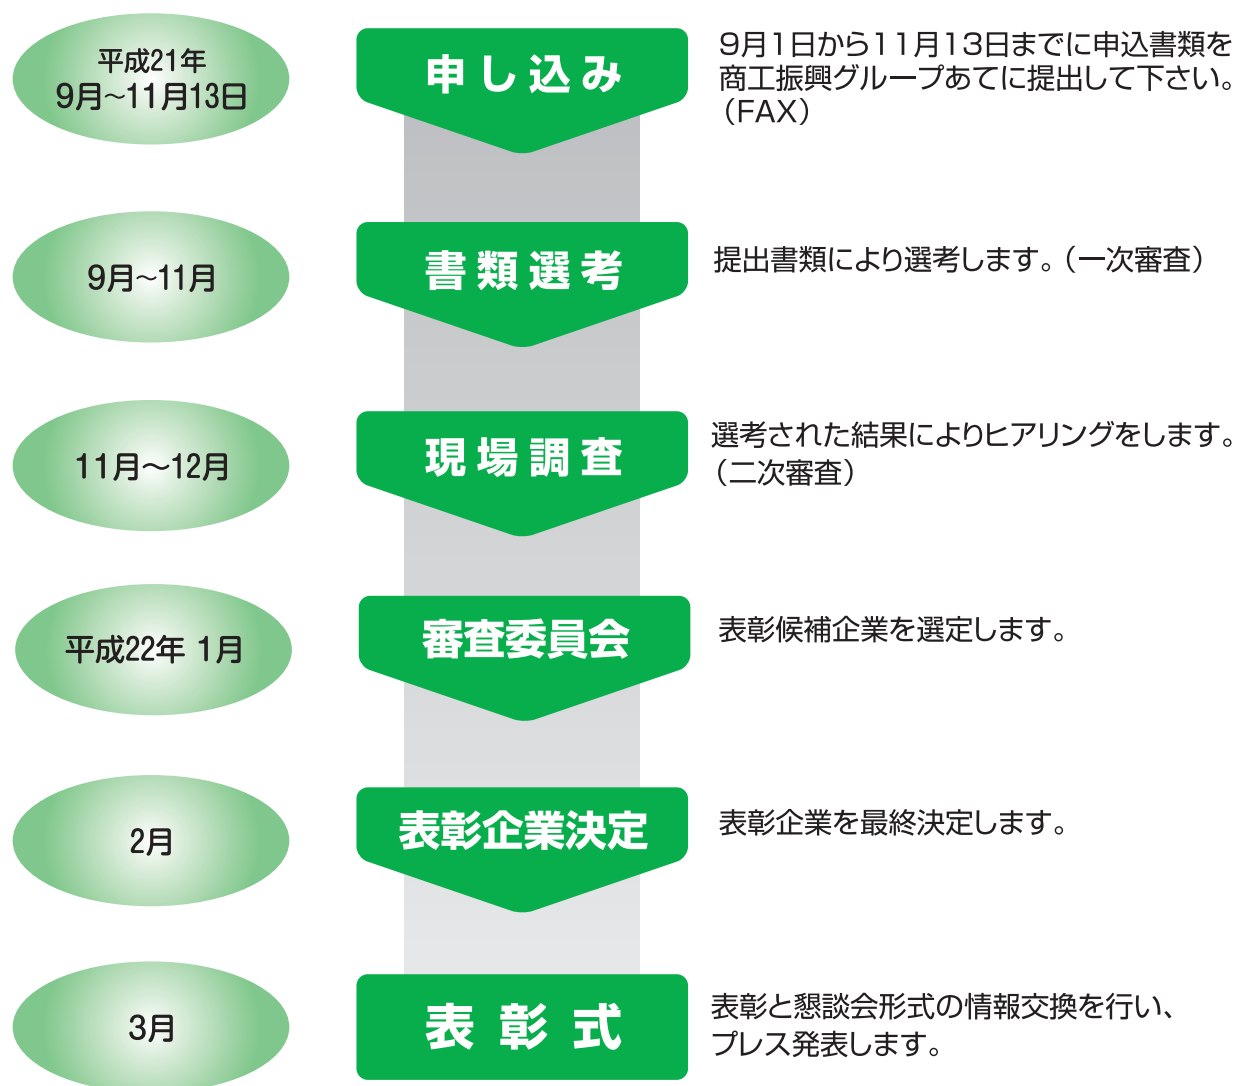 平成21年
9月~11月13日
申し込み
9月1日から11月13日までに申込書類を
商工振興グループあてに提出して下さい。
（FAX）
9月~11月
書類選考
提出書類により選考します。（一次審査）
11月～12月
現場調査
選考された結果によりヒアリングをします。
（二次審査）
平成22年 1月
審査委員会
表彰候補企業を選定します。
2月
表彰企業決定
表彰企業を最終決定します。
3月
表彰式
表彰と懇談会形式の情報交換を行い、
プレス発表します。